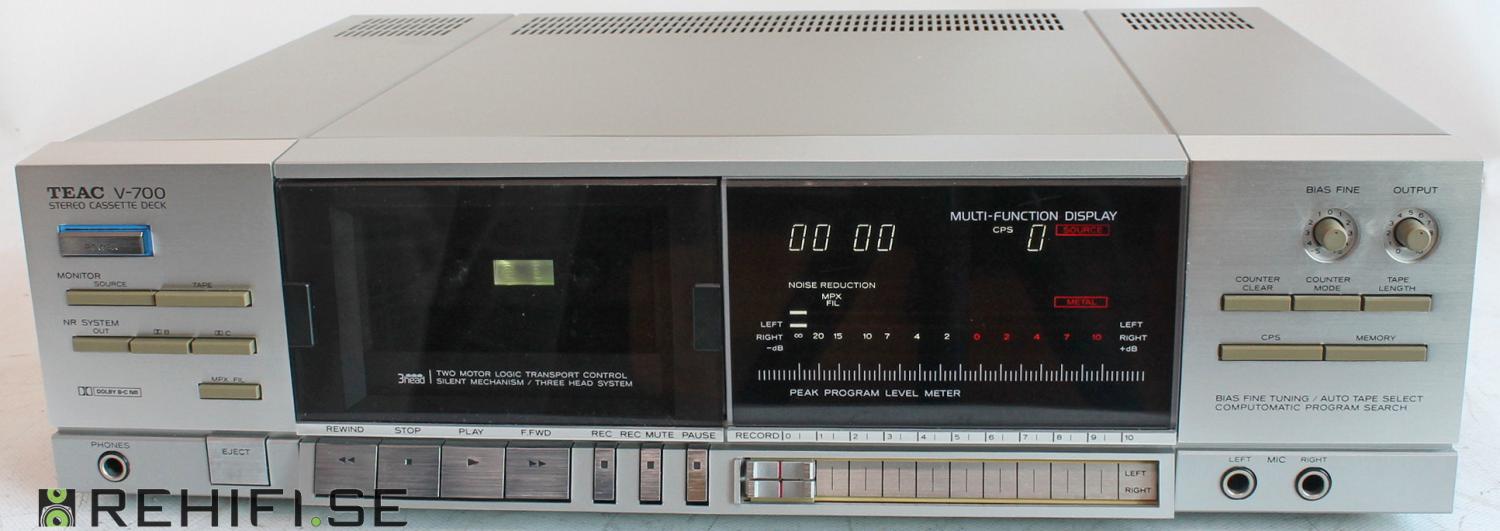 TEAC V-700
STEREO CASSETTE DECK
POWER
MONITOR
SOURCE TAPE
NR SYSTEM
OUT B C
MPX FIL
DOLBY B-C NR
PHONES
EJECT
3head
TWO MOTOR LOGIC TRANSPORT CONTROL
SILENT MECHANISM / THREE HEAD SYSTEM
REWIND STOP PLAY F.FWD REC REC MUTE PAUSE
MULTI-FUNCTION DISPLAY
00 00 CPS 0 SOURCE
NOISE REDUCTION
MPX
FIL
METAL
LEFT LEFT
RIGHT ∞ 20 15 10 7 4 2 0 2 4 7 10 RIGHT
-dB +dB
PEAK PROGRAM LEVEL METER
RECORD 0 1 2 3 4 5 6 7 8 9 10
LEFT
RIGHT
BIAS FINE OUTPUT
COUNTER CLEAR COUNTER MODE TAPE LENGTH
CPS MEMORY
BIAS FINE TUNING / AUTO TAPE SELECT
COMPUTOMATIC PROGRAM SEARCH
LEFT MIC RIGHT
REHIFI.SE